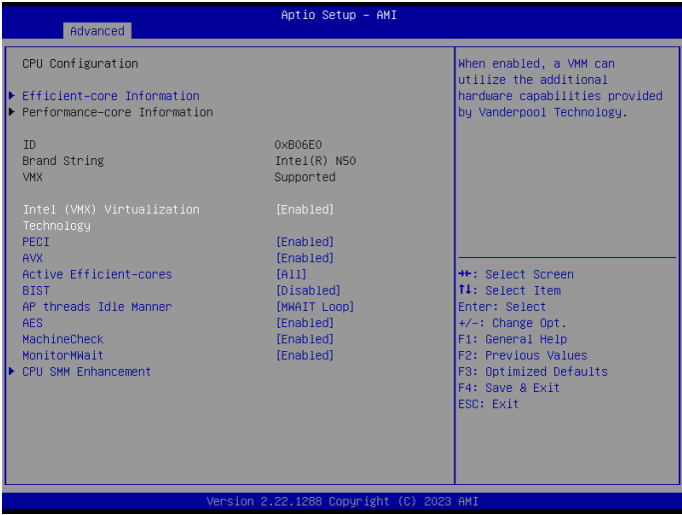 Aptio Setup – AMI
Advanced
CPU Configuration
Efficient-core Information
Performance-core Information
ID 0xB06E0
Brand String Intel(R) N50
VMX Supported
Intel (VMX) Virtualization [Enabled]
Technology
PECI [Enabled]
AVX [Enabled]
Active Efficient-cores [All]
BIST [Disabled]
AP threads Idle Manner [MWAIT Loop]
AES [Enabled]
MachineCheck [Enabled]
MonitorMWait [Enabled]
CPU SMM Enhancement
When enabled, a VMM can
utilize the additional
hardware capabilities provided
by Vanderpool Technology.
→←: Select Screen
↑↓: Select Item
Enter: Select
+/-: Change Opt.
F1: General Help
F2: Previous Values
F3: Optimized Defaults
F4: Save & Exit
ESC: Exit
Version 2.22.1288 Copyright (C) 2023 AMI